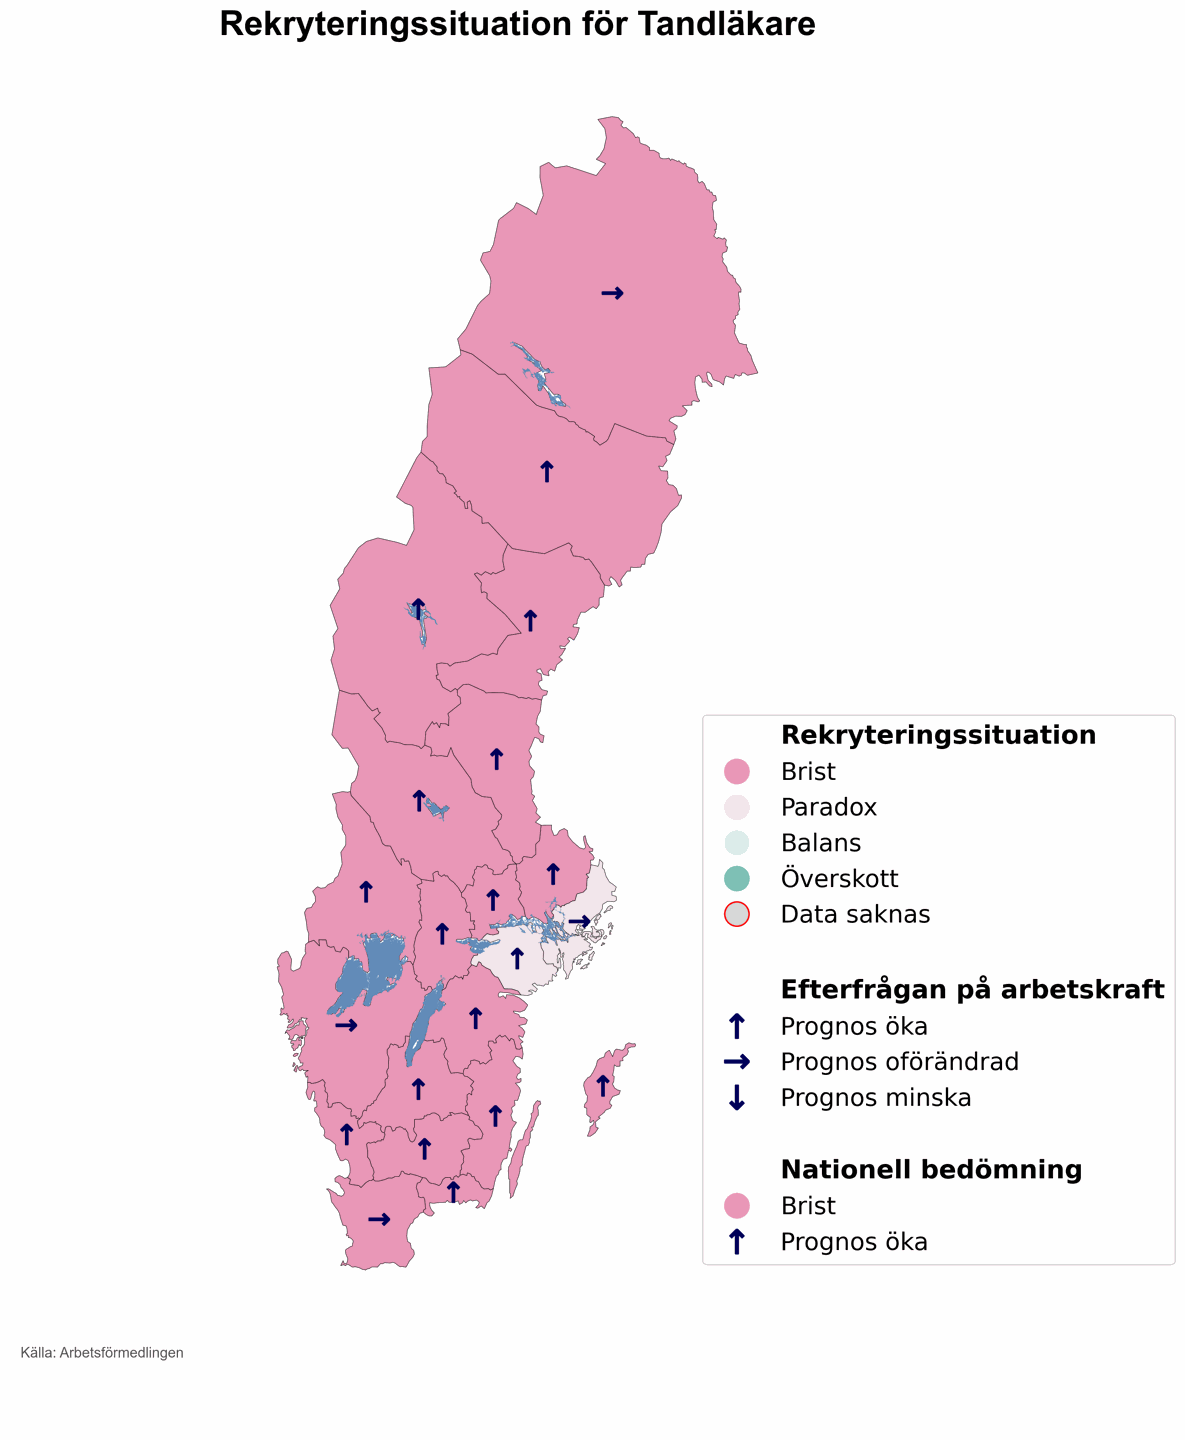 Rekryteringssituation för Tandläkare
Rekryteringssituation
Brist
Paradox
Balans
Överskott
Data saknas
Efterfrågan på arbetskraft
Prognos öka
Prognos oförändrad
Prognos minska
Nationell bedömning
Brist
Prognos öka
Källa: Arbetsförmedlingen